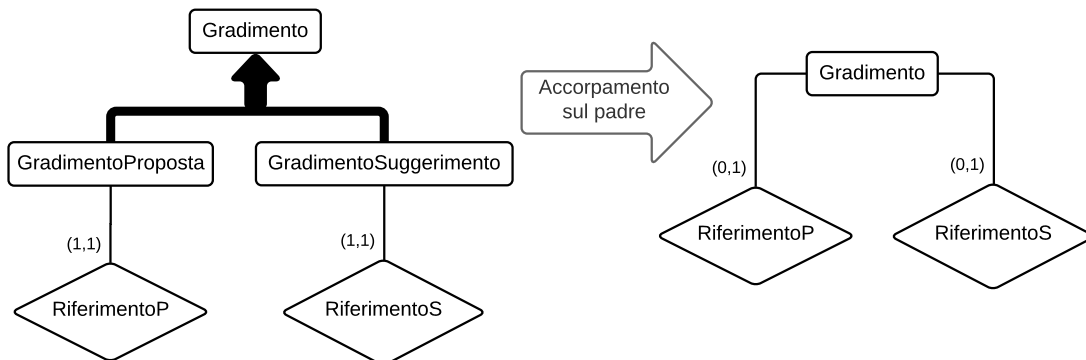 Gradimento
GradimentoProposta
GradimentoSuggerimento
(1,1)
(1,1)
RiferimentoP
RiferimentoS
Accorpamento
sul padre
Gradimento
(0,1)
(0,1)
RiferimentoP
RiferimentoS